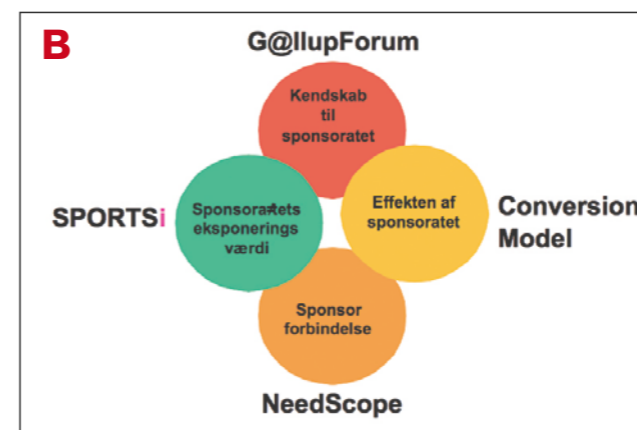 B
G@llupForum
Kendskab
til
sponsoratet
SPORTSi
Sponsoratets
eksponerings
værdi
Effekten af
sponsoratet
Conversion
Model
Sponsor
forbindelse
NeedScope